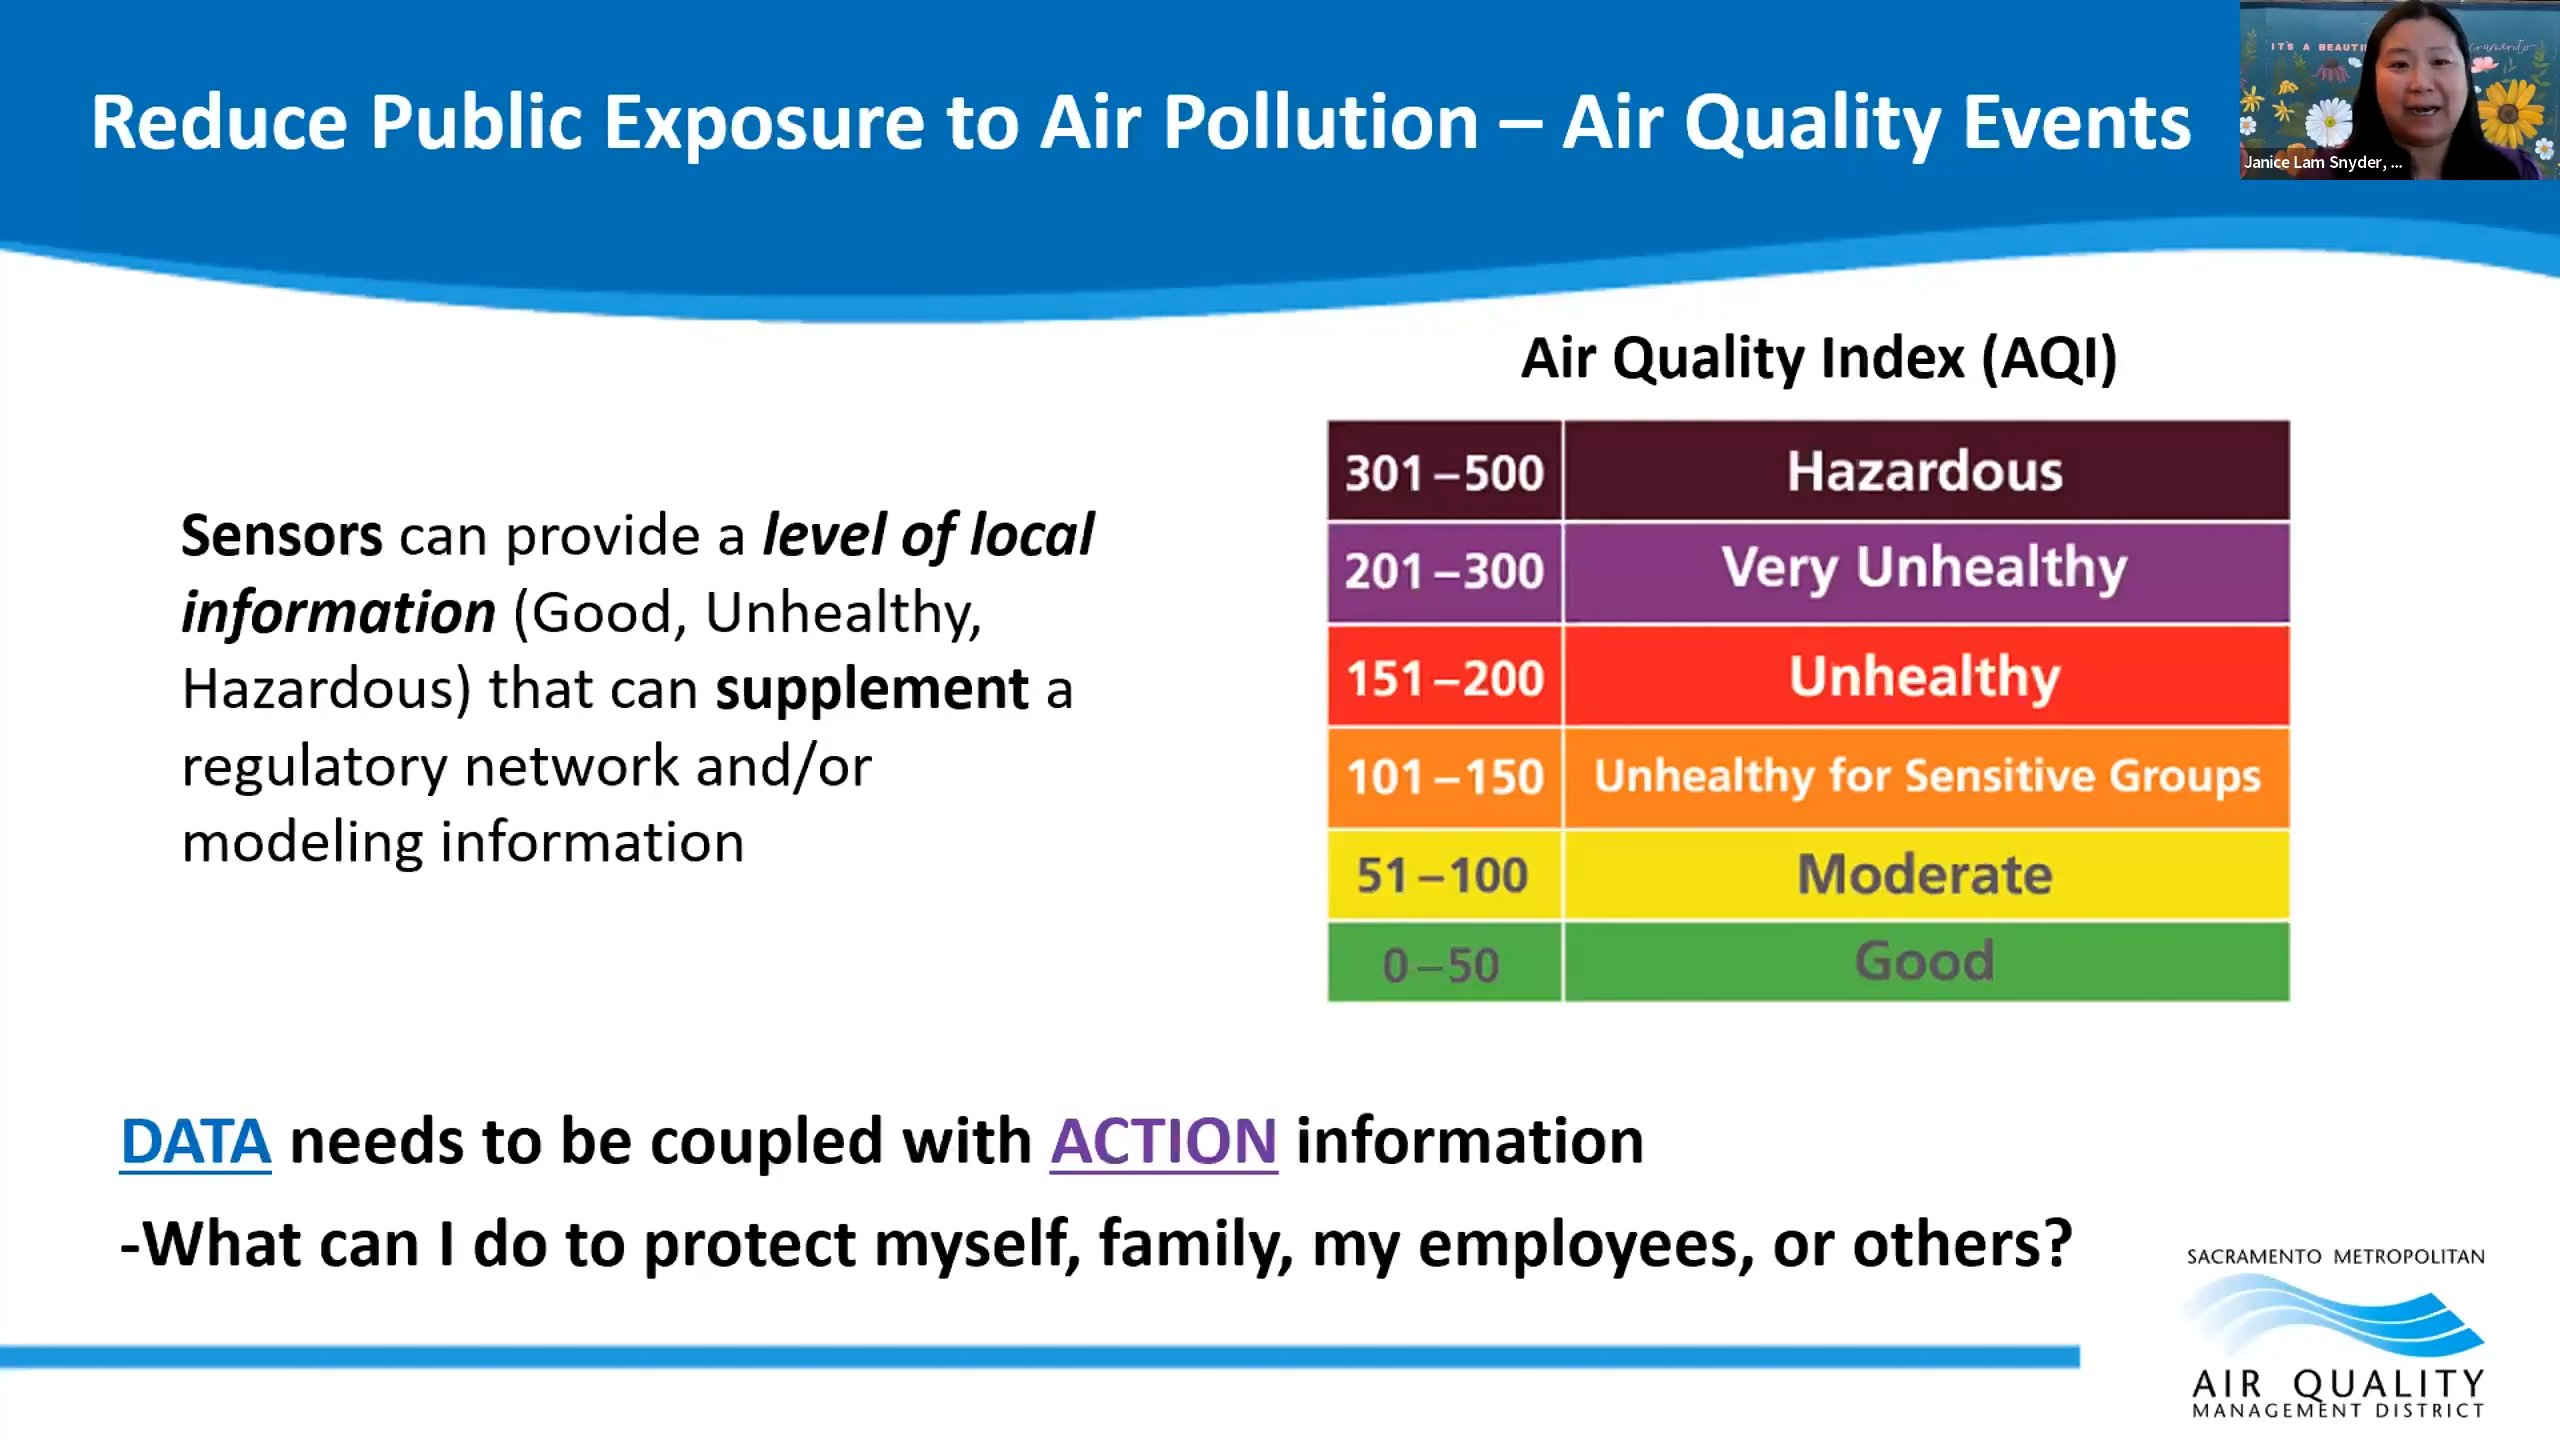 Reduce Public Exposure to Air Pollution – Air Quality Events
IT'S A BEAUTI
cramento
Janice Lam Snyder, ...
Air Quality Index (AQI)
301–500 Hazardous
201–300 Very Unhealthy
151–200 Unhealthy
101–150 Unhealthy for Sensitive Groups
51–100 Moderate
0–50 Good
Sensors can provide a level of local
information (Good, Unhealthy,
Hazardous) that can supplement a
regulatory network and/or
modeling information
DATA needs to be coupled with ACTION information
-What can I do to protect myself, family, my employees, or others?
SACRAMENTO METROPOLITAN
AIR QUALITY
MANAGEMENT DISTRICT